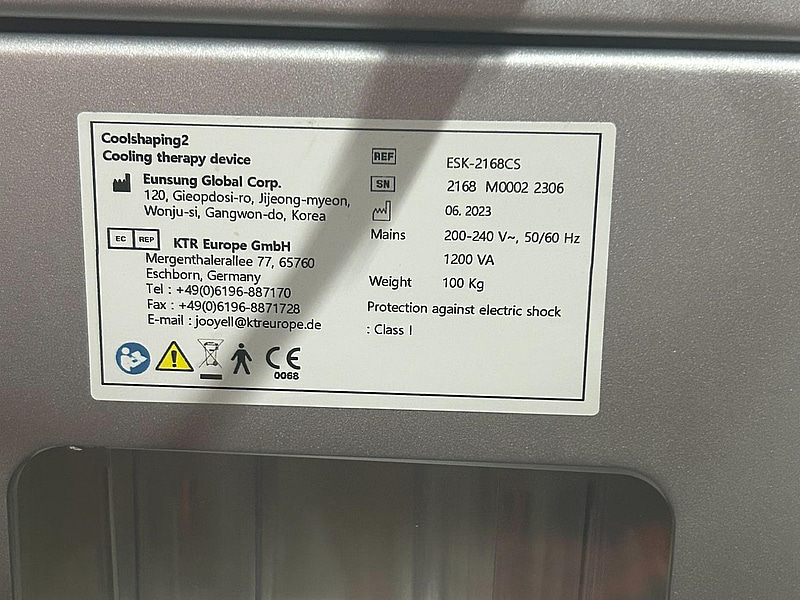 Coolshaping2
Cooling therapy device
Eunsung Global Corp.
120, Gieopdosi-ro, Jijeong-myeon,
Wonju-si, Gangwon-do, Korea
EC REP KTR Europe GmbH
Mergenthalerallee 77, 65760
Eschborn, Germany
Tel : +49(0)6196-887170
Fax : +49(0)6196-8871728
E-mail : jooyell@ktreurope.de
CE
0068
REF ESK-2168CS
SN 2168 M0002 2306
06. 2023
Mains 200-240 V~, 50/60 Hz
1200 VA
Weight 100 Kg
Protection against electric shock
: Class I